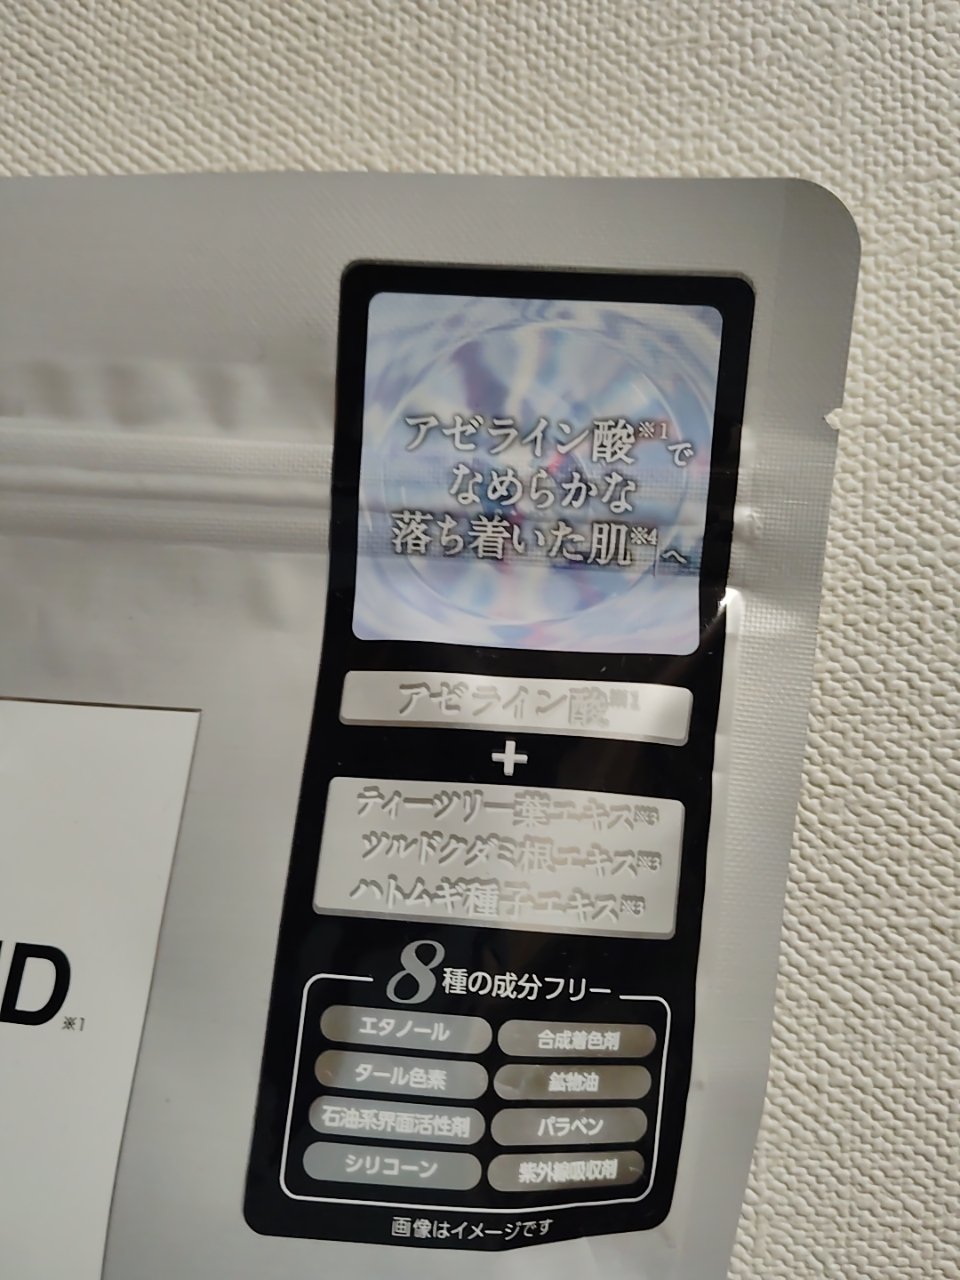 アゼライン酸※1で
なめらかな
落ち着いた肌※4へ
アゼライン酸
+
ティーツリー葉エキス※3
ツルドクダミ根エキス※3
ハトムギ種子エキス※3
8種の成分フリー
エタノール 合成着色剤
タール色素 鉱物油
石油系界面活性剤 パラベン
シリコーン 紫外線吸収剤
画像はイメージです
D※1